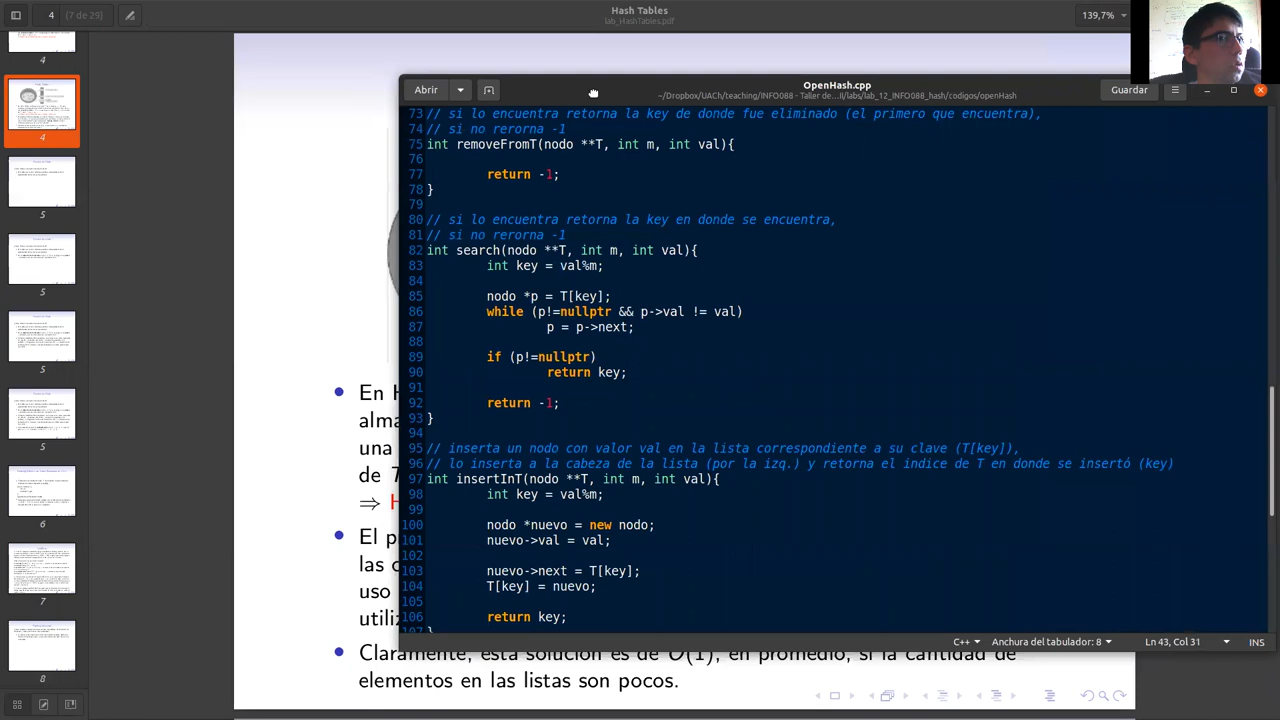 4 (7 de 29)
Hash Tables
lab_HashTables.pdf
139,7%
4
4
5
5
5
5
6
7
8
Abrir
OpenHash.cpp
~/Dropbox/UACh/teaching/INFO088 - Taller de...II/labs/lab_12_INFO088_hash/codigos/openHash
Guardar
73 // si lo encuentra retorna la key de donde fue eliminado (el primero que encuentra),
74 // si no rerorna -1
75 int removeFromT(nodo **T, int m, int val){
76
77 return -1;
78 }
79
80 // si lo encuentra retorna la key en donde se encuentra,
81 // si no rerorna -1
82 int search(nodo **T, int m, int val){
83 int key = val%m;
84
85 nodo *p = T[key];
86 while (p!=nullptr && p->val != val)
87 p = p->next;
88
89 if (p!=nullptr)
90 return key;
91
92 return -1;
93 }
94
95 // inserta un nodo con valor val en la lista correspondiente a su clave (T[key]),
96 // lo inserta a la cabeza de la lista (por la izq.) y retorna el indice de T en donde se insertó (key)
97 int insertInT(nodo **T, int m, int val){
98 int key = val%m;
99
100 nodo *nuevo = new nodo;
101 nuevo->val = val;
102
103 nuevo->next = T[key];
104 T[key] = nuevo;
105
106 return key;
107 }
C++ Anchura del tabulador: 8 Ln 43, Col 31 INS
En H
alma
una
de T
⇒ H
El p
las c
uso
utiliz
Claramente, esta solución es de O(1), en promedio, si la cantidad de
elementos en las listas son pocos.